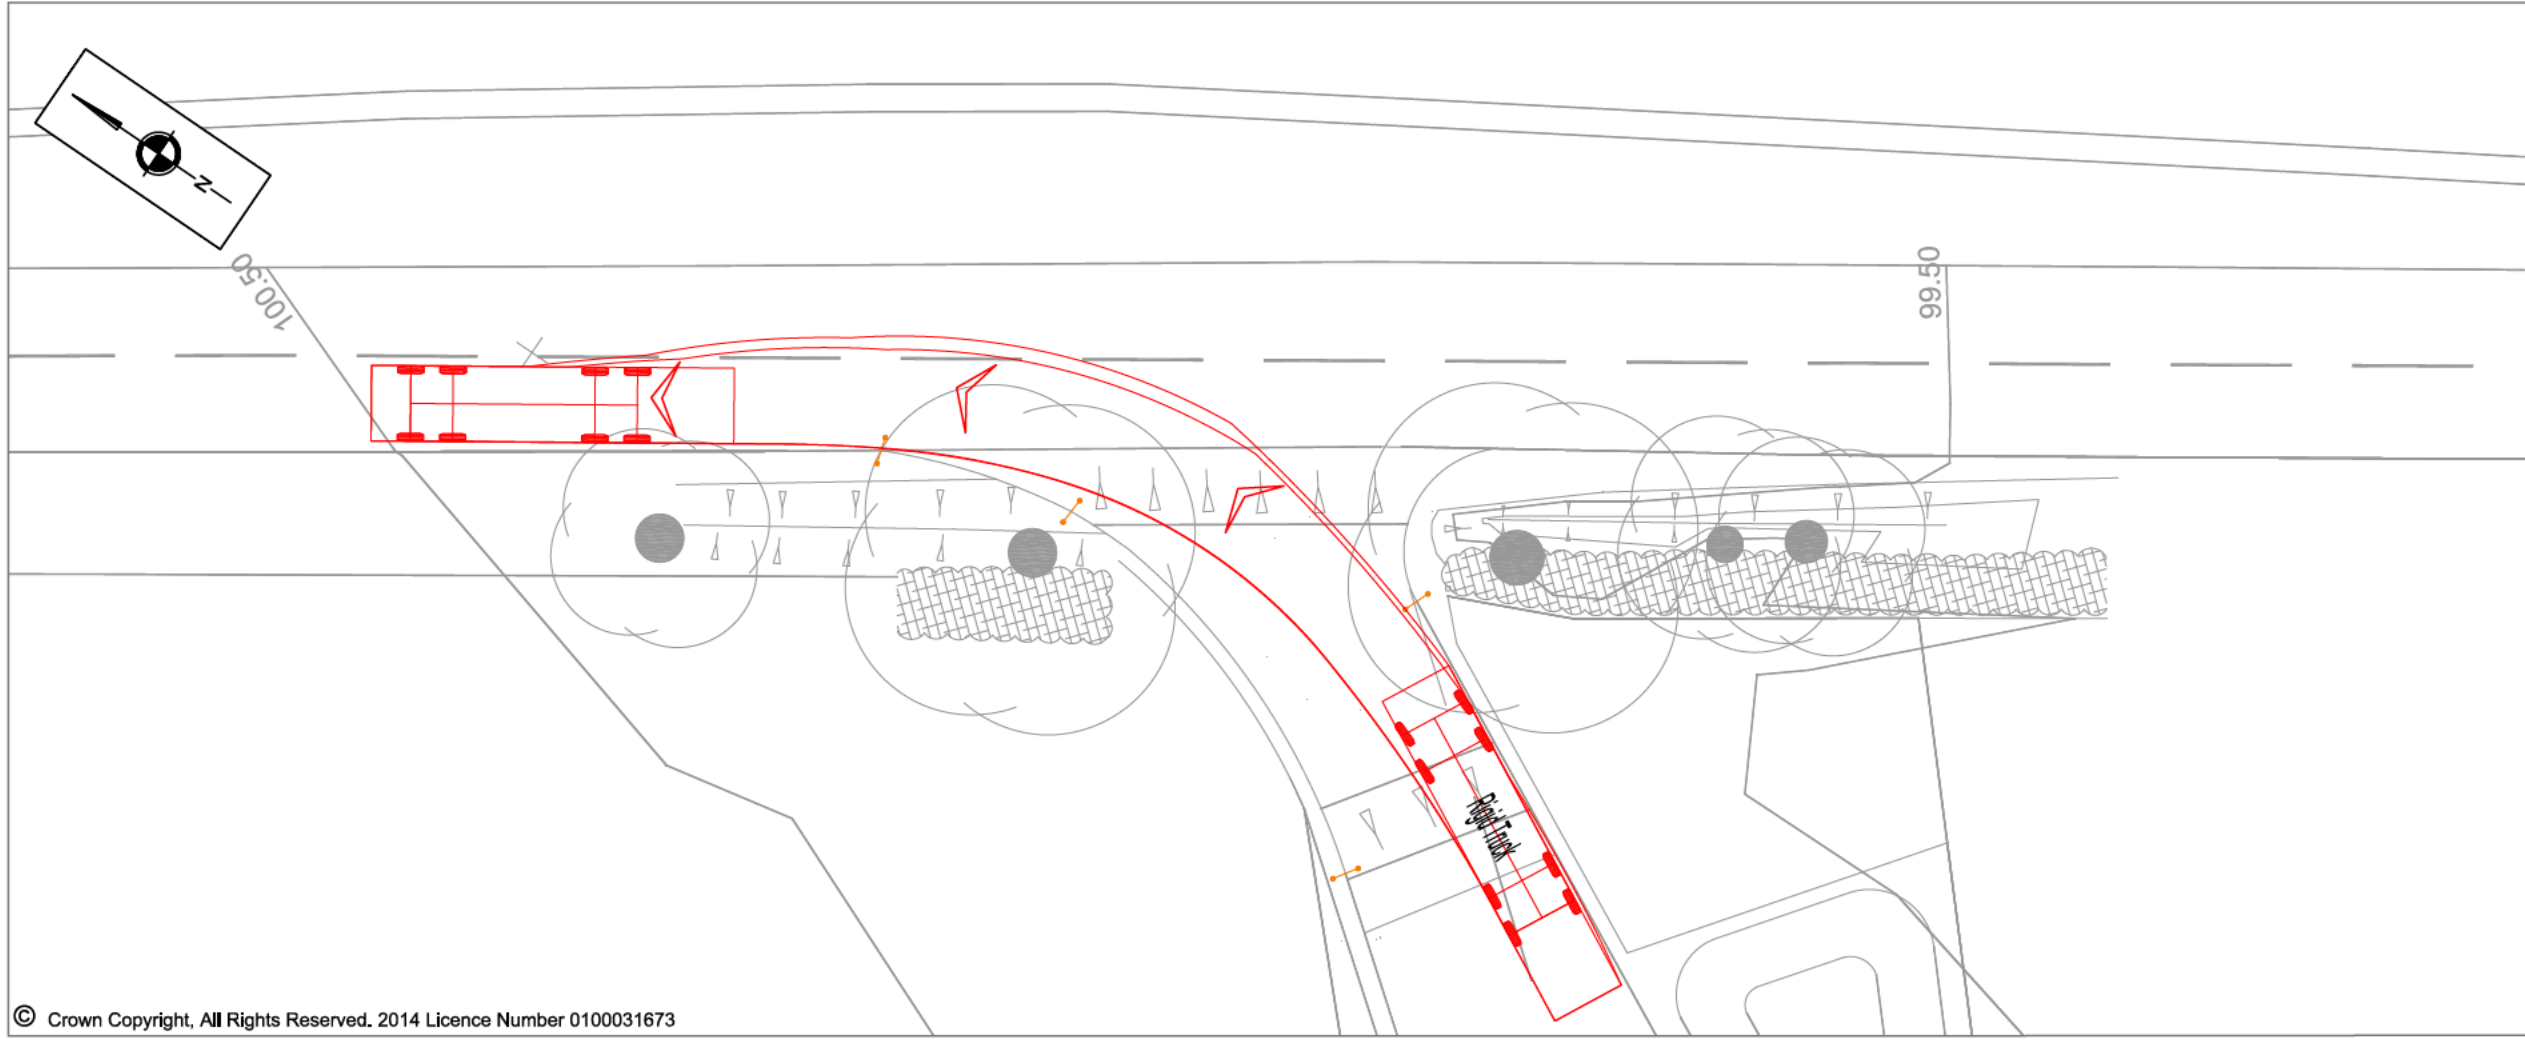 N
100.50
99.50
Rigid Truck
© Crown Copyright, All Rights Reserved. 2014 Licence Number 0100031673